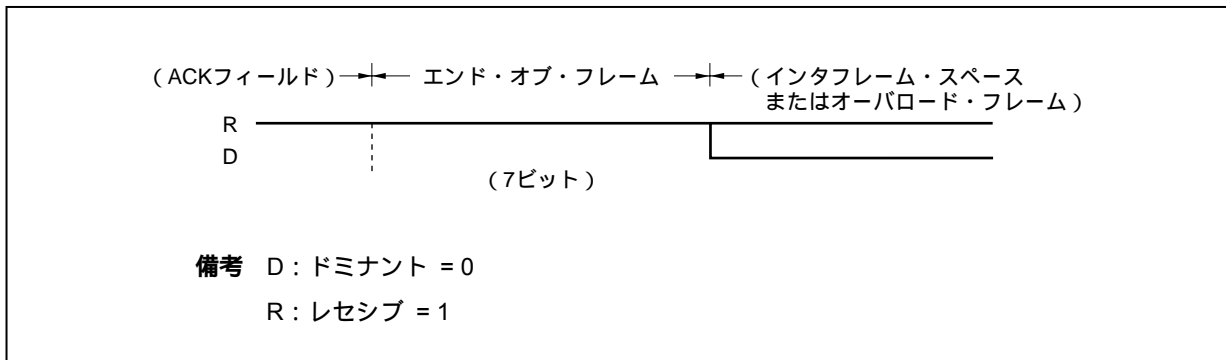 (ACKフィールド) エンド・オブ・フレーム (インタフレーム・スペース
またはオーバロード・フレーム)
R
D
(7ビット)
備考 D:ドミナント = 0
R:レセシブ = 1